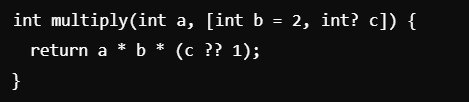 int multiply(int a, [int b = 2, int? c]) {
  return a * b * (c ?? 1);
}